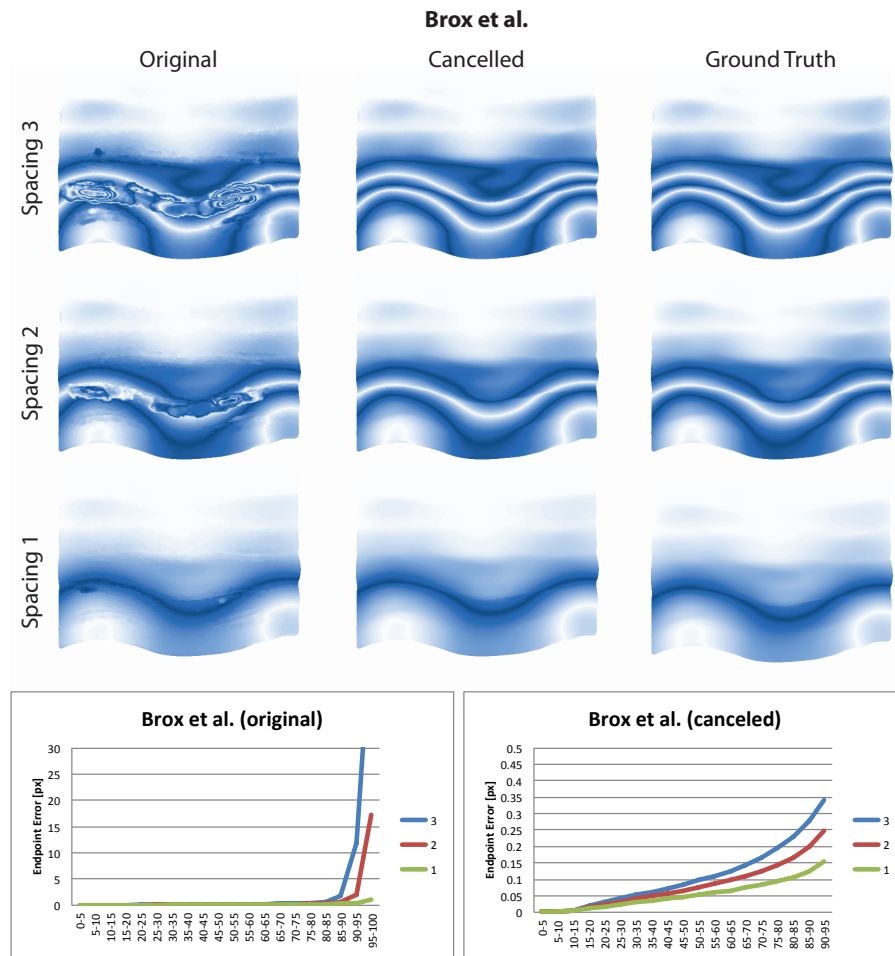 Brox et al.
Original Cancelled Ground Truth
Spacing 3
Spacing 2
Spacing 1
Brox et al. (original)
Endpoint Error [px]
30
25
20
15
10
5
0
0-5 5-10 10-15 15-20 20-25 25-30 30-35 35-40 40-45 45-50 50-55 55-60 60-65 65-70 70-75 75-80 80-85 85-90 90-95 95-100
3
2
1
Brox et al. (canceled)
Endpoint Error [px]
0.5
0.45
0.4
0.35
0.3
0.25
0.2
0.15
0.1
0.05
0
0-5 5-10 10-15 15-20 20-25 25-30 30-35 35-40 40-45 45-50 50-55 55-60 60-65 65-70 70-75 75-80 80-85 85-90 90-95
3
2
1